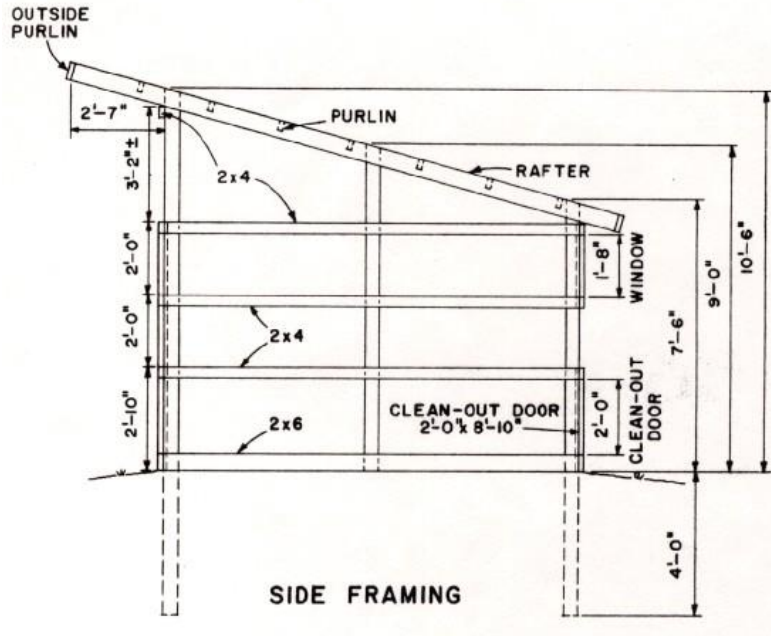 OUTSIDE
PURLIN
2'-7"
PURLIN
RAFTER
3'-2"±
2x4
2'-0"
1'-8"
WINDOW
10'-6"
9'-0"
7'-6"
2'-0"
2x4
2'-10"
CLEAN-OUT DOOR
2'-0" x 8'-10"
2'-0"
CLEAN-OUT
DOOR
2x6
4'-0"
SIDE FRAMING